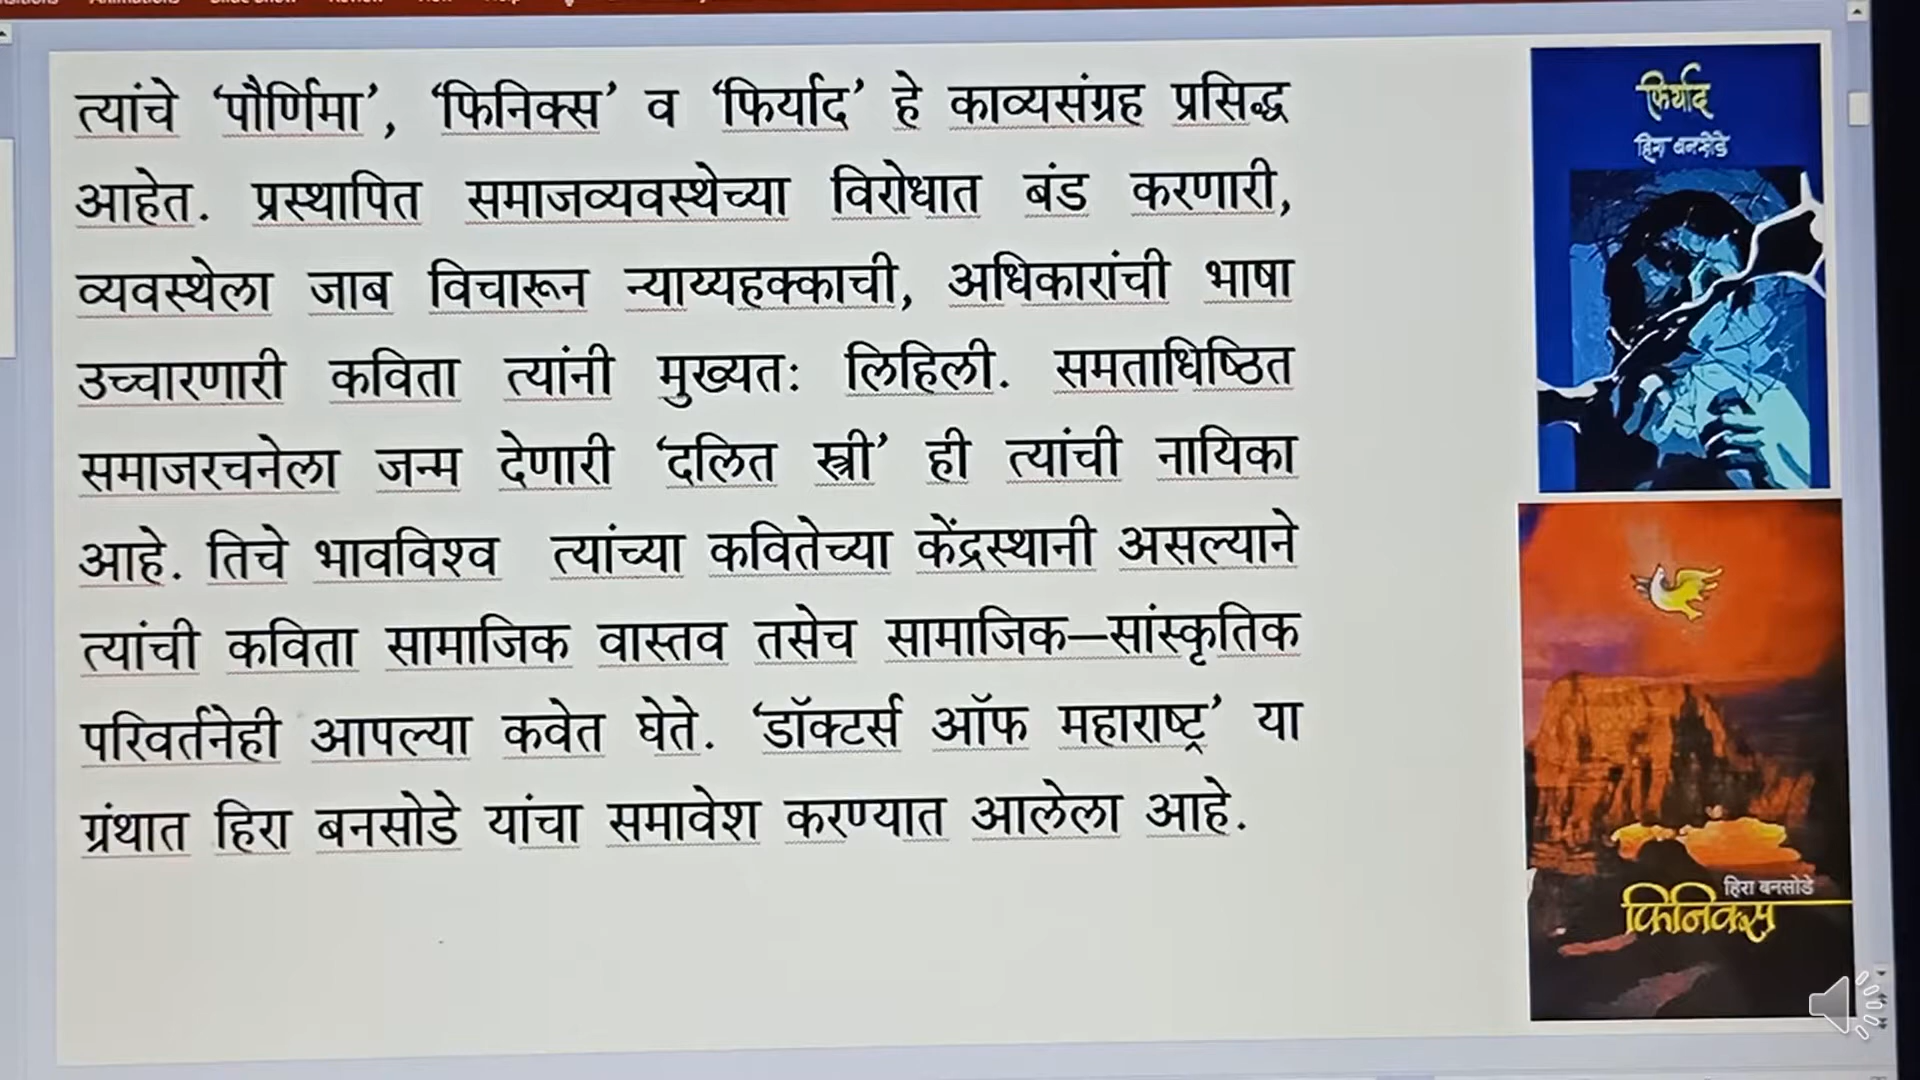 त्यांचे ‘पौर्णिमा’, ‘फिनिक्स’ व ‘फिर्याद’ हे काव्यसंग्रह प्रसिद्ध
आहेत. प्रस्थापित समाजव्यवस्थेच्या विरोधात बंड करणारी,
व्यवस्थेला जाब विचारून न्याय्यहक्काची, अधिकारांची भाषा
उच्चारणारी कविता त्यांनी मुख्यतः लिहिली. समताधिष्ठित
समाजरचनेला जन्म देणारी ‘दलित स्त्री’ ही त्यांची नायिका
आहे. तिचे भावविश्व त्यांच्या कवितेच्या केंद्रस्थानी असल्याने
त्यांची कविता सामाजिक वास्तव तसेच सामाजिक–सांस्कृतिक
परिवर्तनेही आपल्या कवेत घेते. ‘डॉक्टर्स ऑफ महाराष्ट्र’ या
ग्रंथात हिरा बनसोडे यांचा समावेश करण्यात आलेला आहे.
फिर्याद
हिरा बनसोडे
हिरा बनसोडे
फिनिक्स